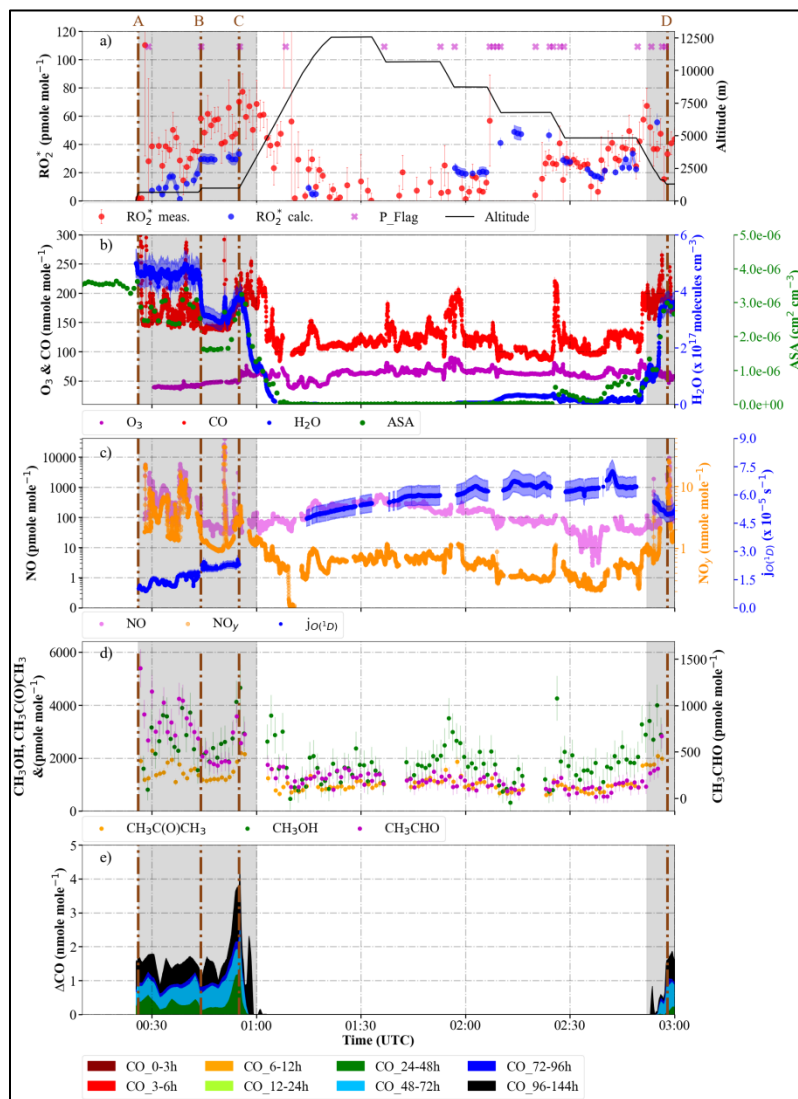 A B C D
a)
120
100
80
60
40
20
0
RO₂* (pmole mole⁻¹)
12500
10000
7500
5000
2500
0
Altitude (m)
RO₂* meas. RO₂* calc. P_Flag Altitude
b)
300
250
200
150
100
50
O₃ & CO (nmole mole⁻¹)
6
4
2
0
H₂O (x 10¹⁷ molecules cm⁻³)
5.0e-06
4.0e-06
3.0e-06
2.0e-06
1.0e-06
0.0e+00
ASA (cm² cm⁻³)
O₃ CO H₂O ASA
c)
10000
1000
100
10
1
0
NO (pmole mole⁻¹)
10
1
NOy (nmole mole⁻¹)
9.0
7.5
6.0
4.5
3.0
1.5
0.0
jO(¹D) (x 10⁻⁵ s⁻¹)
NO NOy jO(¹D)
d)
6000
4000
2000
0
CH₃OH, CH₃C(O)CH₃
&(pmole mole⁻¹)
1500
1000
500
0
CH₃CHO (pmole mole⁻¹)
CH₃C(O)CH₃ CH₃OH CH₃CHO
e)
5
4
3
2
1
0
ΔCO (nmole mole⁻¹)
00:30 01:00 01:30 02:00 02:30 03:00
Time (UTC)
CO_0-3h CO_6-12h CO_24-48h CO_72-96h
CO_3-6h CO_12-24h CO_48-72h CO_96-144h